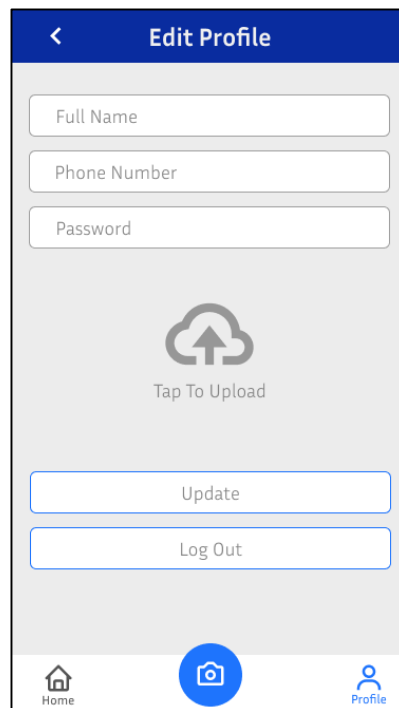 Edit Profile
Full Name
Phone Number
Password
Tap To Upload
Update
Log Out
Home
Profile